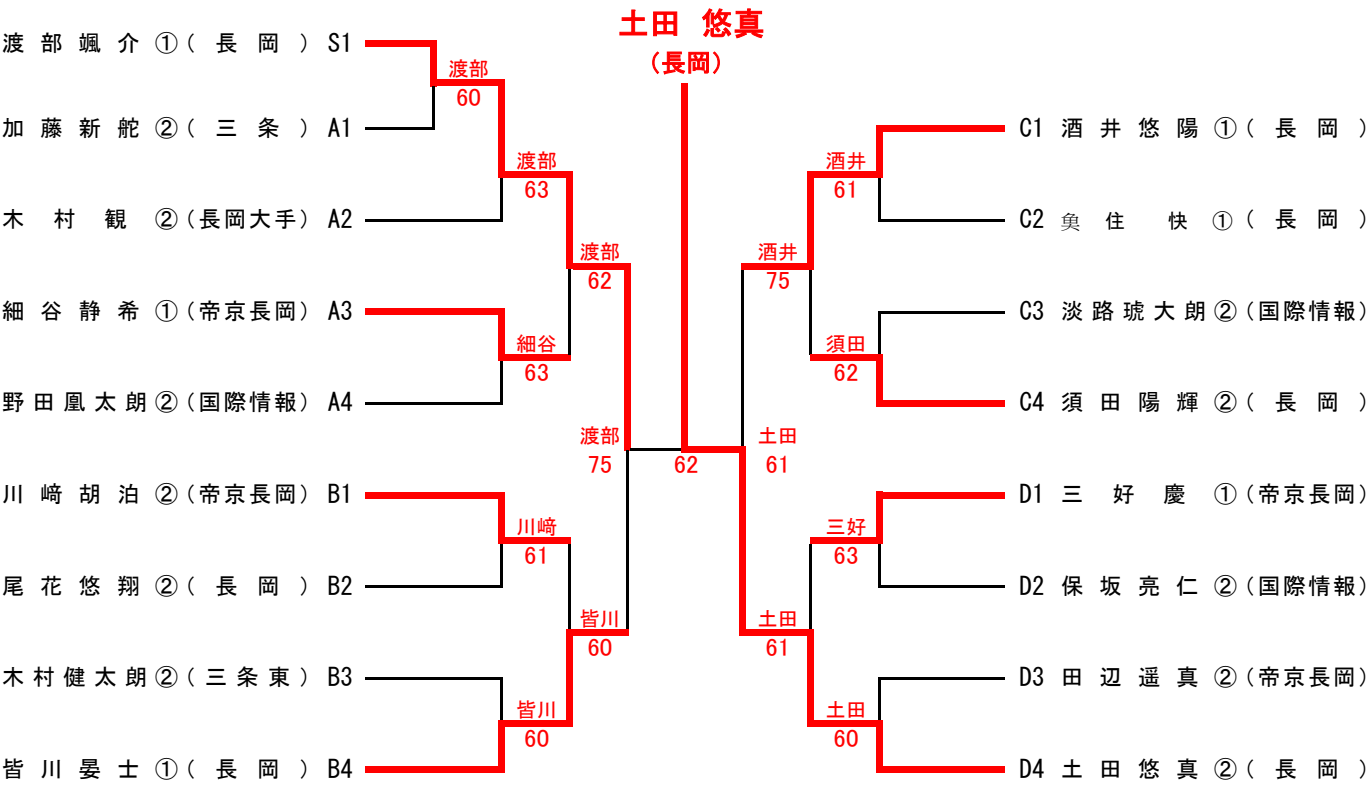 土田 悠真
(長岡)
渡部颯介①(長岡) S1
加藤新舵②(三条) A1
木村観②(長岡大手) A2
細谷静希①(帝京長岡) A3
野田凰太朗②(国際情報) A4
川﨑胡泊②(帝京長岡) B1
尾花悠翔②(長岡) B2
木村健太朗②(三条東) B3
皆川晏士①(長岡) B4
渡部
60
渡部
63
細谷
63
渡部
62
川﨑
61
皆川
60
皆川
60
渡部
75
62
土田
61
酒井
75
土田
61
酒井
61
須田
62
三好
63
土田
60
C1 酒井悠陽①(長岡)
C2 𩵋住快①(長岡)
C3 淡路琥大朗②(国際情報)
C4 須田陽輝②(長岡)
D1 三好慶①(帝京長岡)
D2 保坂亮仁②(国際情報)
D3 田辺遥真②(帝京長岡)
D4 土田悠真②(長岡)